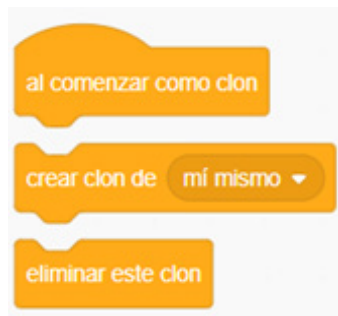 al comenzar como clon
crear clon de mí mismo
eliminar este clon